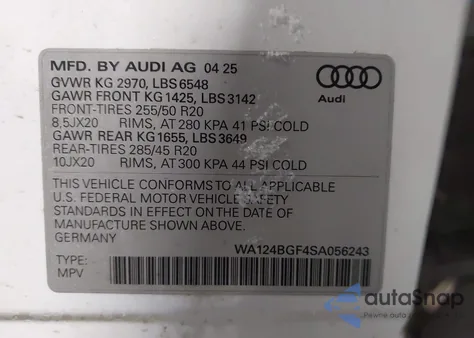 MFD. BY AUDI AG 04 25
GVWR KG 2970, LBS 6548
GAWR FRONT KG 1425, LBS 3142
FRONT-TIRES 255/50 R20
8,5JX20 RIMS, AT 280 KPA 41 PSI COLD
GAWR REAR KG 1655, LBS 3649
REAR-TIRES 285/45 R20
10JX20 RIMS, AT 300 KPA 44 PSI COLD
Audi
THIS VEHICLE CONFORMS TO ALL APPLICABLE
U.S. FEDERAL MOTOR VEHICLE SAFETY
STANDARDS IN EFFECT ON THE DATE OF
MANUFACTURE SHOWN ABOVE.
GERMANY
WA124BGF4SA056243
TYPE:
MPV
autoSnap